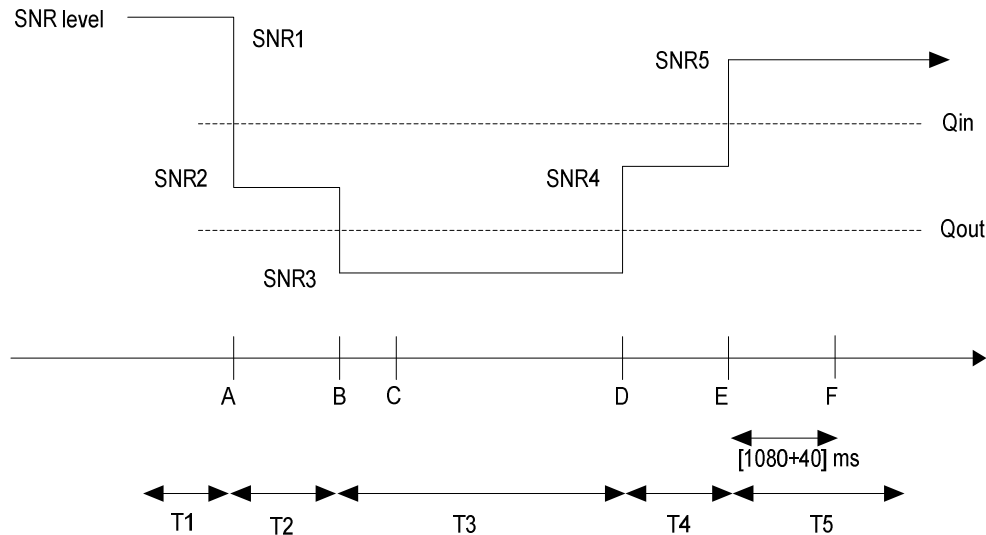 SNR level
SNR1
SNR5
Qin
SNR2
SNR4
Qout
SNR3
A B C D E F
[1080+40] ms
T1 T2 T3 T4 T5